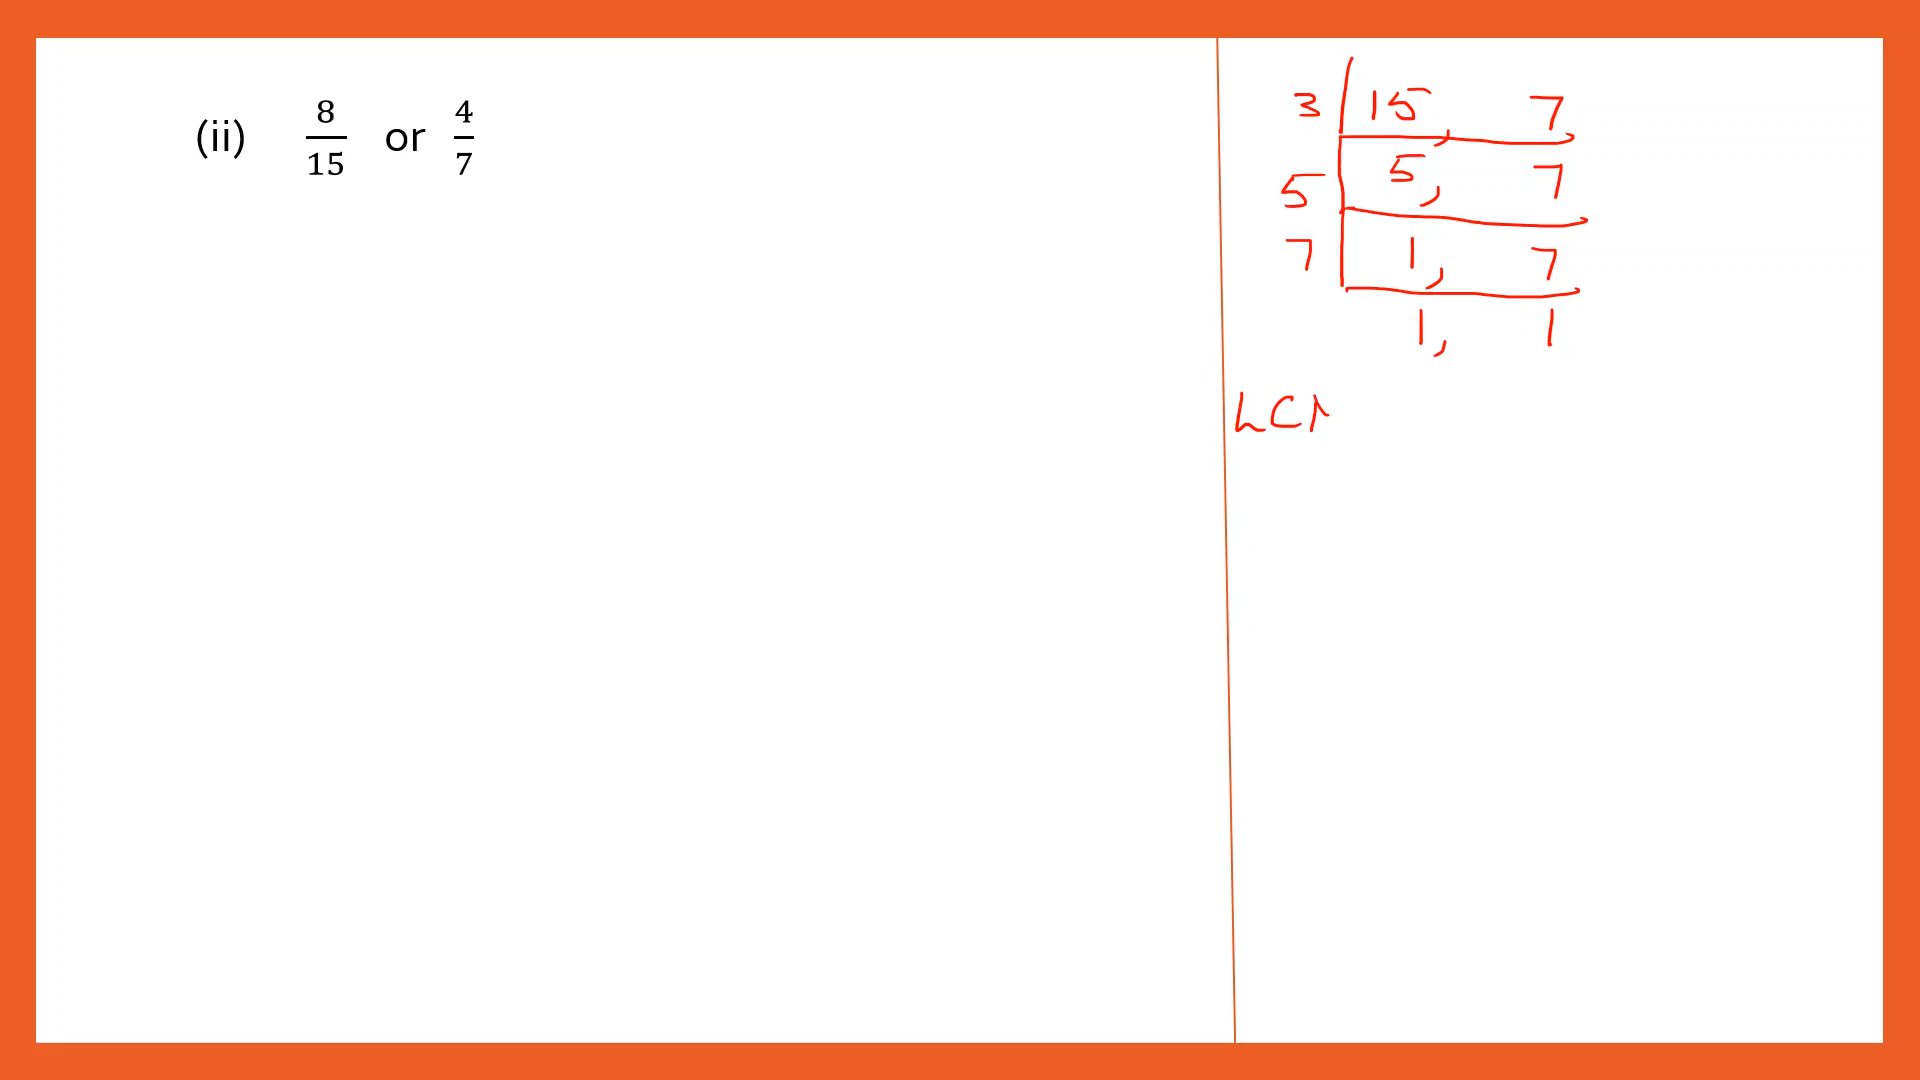 (ii) 8/15 or 4/7
3 | 15, 7
5 | 5, 7
7 | 1, 7
1, 1
LCM